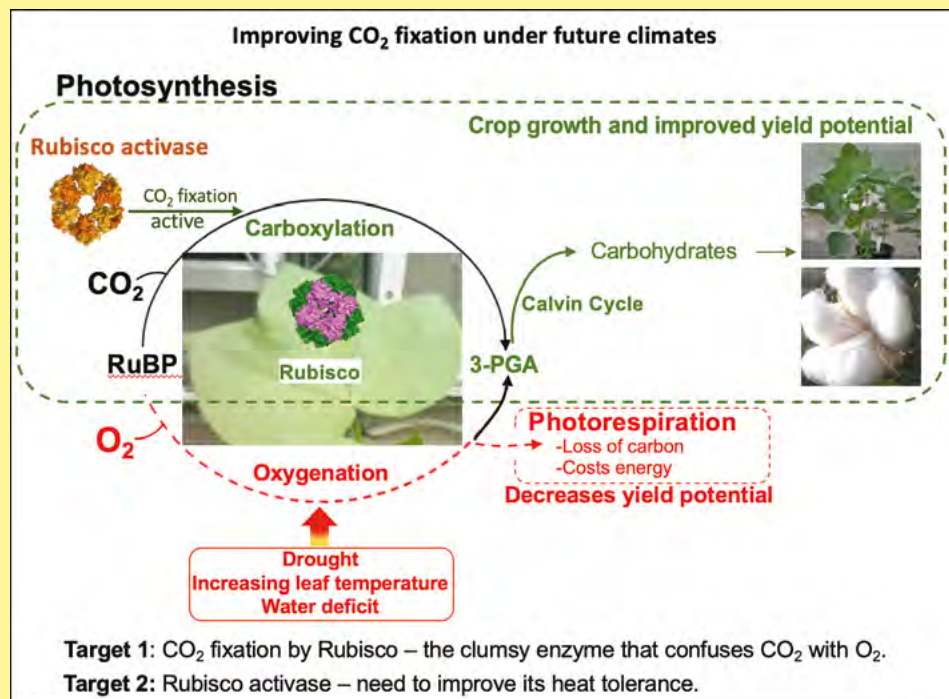 Improving CO₂ fixation under future climates
Photosynthesis
Crop growth and improved yield potential
Rubisco activase
CO₂ fixation
active
Carboxylation
CO₂
Carbohydrates
Calvin Cycle
RuBP
Rubisco
3-PGA
O₂
Oxygenation
Photorespiration
-Loss of carbon
-Costs energy
Decreases yield potential
Drought
Increasing leaf temperature
Water deficit
Target 1: CO₂ fixation by Rubisco – the clumsy enzyme that confuses CO₂ with O₂.
Target 2: Rubisco activase – need to improve its heat tolerance.